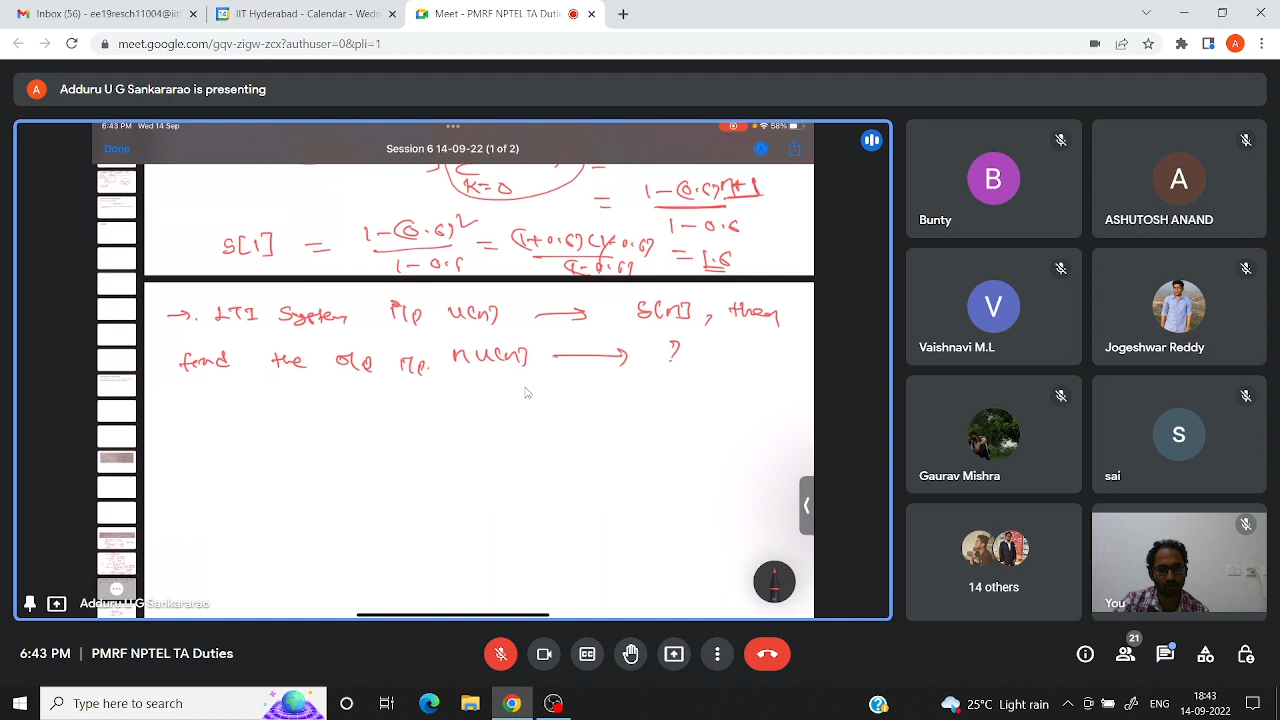 Inbox (56) - ee19resch11004@iitl
IIT Hyderabad - Calendar - Wedn
Meet - PMRF NPTEL TA Duties
meet.google.com/gqv-zigw-zcx?authuser=0&pli=1
A
A
Adduru U G Sankararao is presenting
6:43 PM Wed 14 Sep
58%
Done
Session 6 14-09-22 (1 of 2)
K=0
=
= 1-(0.6)^{n+1}
1-0.6
S[1] = 1-(0.6)^2 = (1+0.6)(1-0.6) = 1.6
1-0.6 (1-0.6)
→. LTI System i/p u(n) → S[n], then
find the o/p i/p. n u(n) → ?
Adduru U G Sankararao
B
Bunty
A
ASHUTOSH ANAND
V
Vaishnavi M.L
Jogeshwar Reddy
Gaurav Mishra
S
sai
14 others
You
6:43 PM | PMRF NPTEL TA Duties
21
Type here to search
25°C Light rain
ENG
18:43
14-09-2022